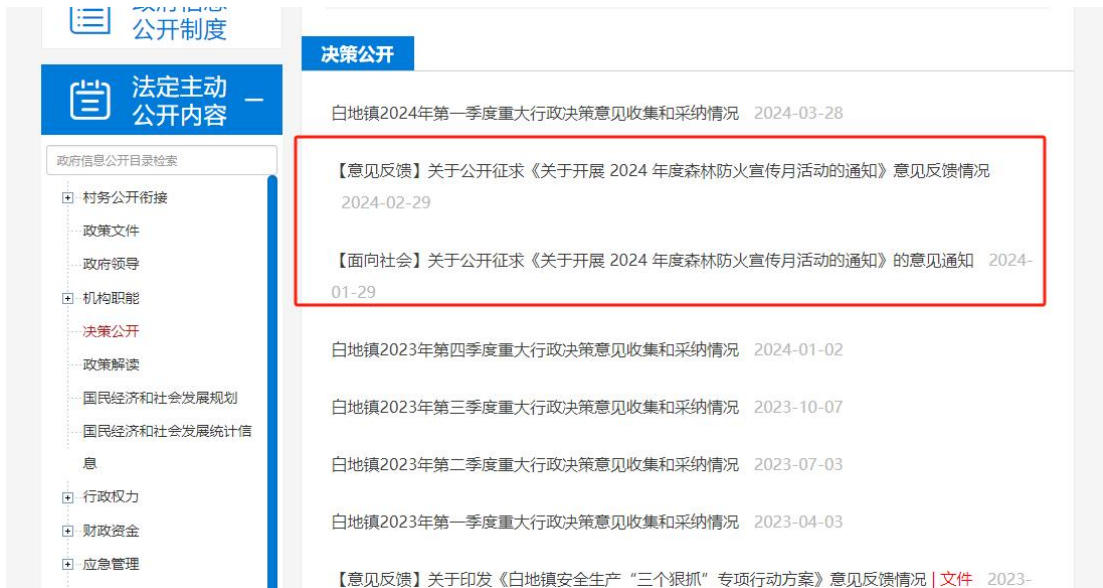 公开制度
法定主动
公开内容
政府信息公开目录检索
村务公开衔接
政策文件
政府领导
机构职能
决策公开
政策解读
国民经济和社会发展规划
国民经济和社会发展统计信
息
行政权力
财政资金
应急管理
决策公开
白地镇2024年第一季度重大行政决策意见收集和采纳情况 2024-03-28
【意见反馈】关于公开征求《关于开展 2024 年度森林防火宣传月活动的通知》意见反馈情况
2024-02-29
【面向社会】关于公开征求《关于开展 2024 年度森林防火宣传月活动的通知》的意见通知 2024-
01-29
白地镇2023年第四季度重大行政决策意见收集和采纳情况 2024-01-02
白地镇2023年第三季度重大行政决策意见收集和采纳情况 2023-10-07
白地镇2023年第二季度重大行政决策意见收集和采纳情况 2023-07-03
白地镇2023年第一季度重大行政决策意见收集和采纳情况 2023-04-03
【意见反馈】关于印发《白地镇安全生产“三个狠抓”专项行动方案》意见反馈情况 | 文件 2023-